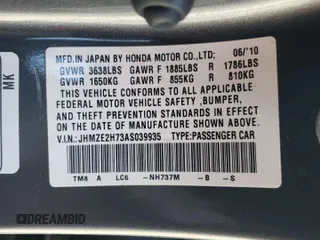 MFD. IN JAPAN BY HONDA MOTOR CO.,LTD; 06/'10
GVWR 3638LBS GAWR F 1885LBS R 1786LBS
GVWR 1650KG GAWR F 855KG R 810KG
THIS VEHICLE CONFORMS TO ALL APPLICABLE
FEDERAL MOTOR VEHICLE SAFETY ,BUMPER,
AND THEFT PREVENTION STANDARDS IN EFFECT
ON THE DATE OF MANUFACTURE SHOWN ABOVE.
V.I.N:JHMZE2H73AS039935 TYPE:PASSENGER CAR
TM8 A LC6 -NH737M -B -S
MK
DREAMBID